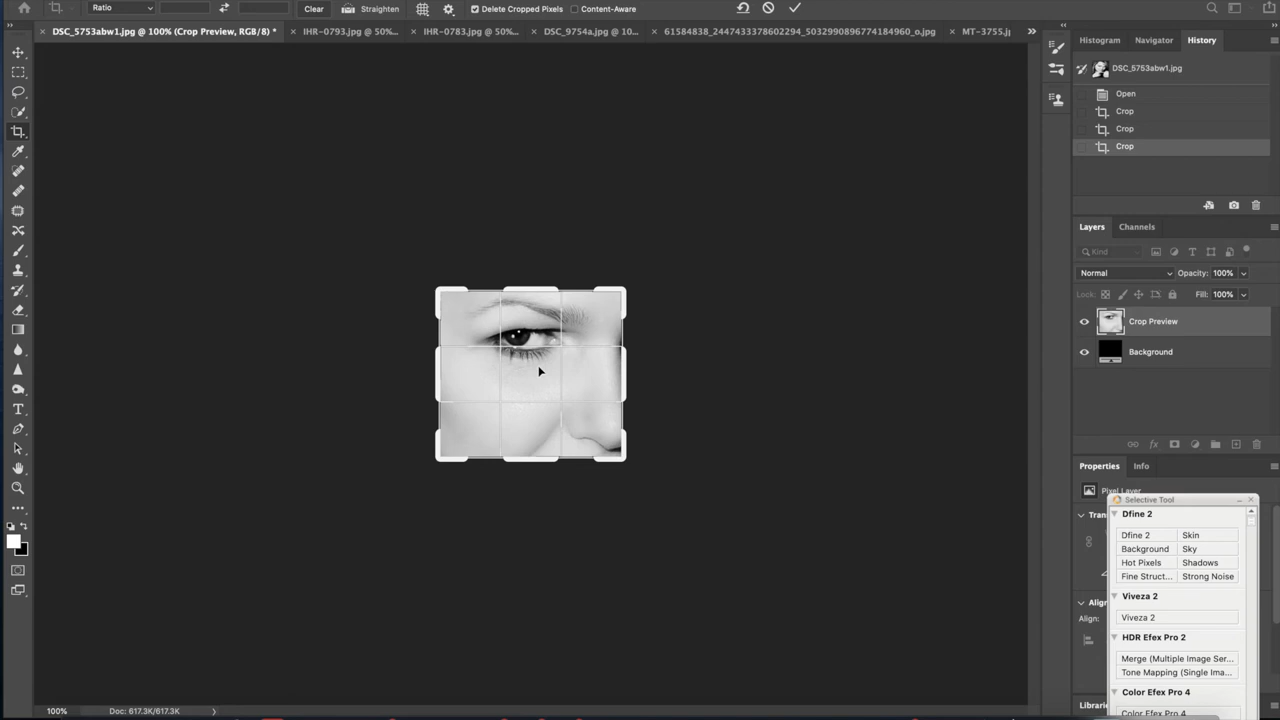 Ratio Clear Straighten Delete Cropped Pixels Content-Aware
× DSC_5753abw1.jpg @ 100% (Crop Preview, RGB/8) * × IHR-0793.jpg @ 50%... × IHR-0783.jpg @ 50%... × DSC_9754a.jpg @ 10... × 61584838_2447433378602294_5032990896774184960_o.jpg × MT-3755.j
Histogram Navigator History
DSC_5753abw1.jpg
Open
Crop
Crop
Crop
Layers Channels
Kind
Normal Opacity: 100%
Lock: Fill: 100%
Crop Preview
Background
Properties Info
Pixel Layer
Selective Tool
Trans
Dfine 2
Dfine 2 Skin
Background Sky
Hot Pixels Shadows
Fine Struct... Strong Noise
Align
Align:
Viveza 2
Viveza 2
HDR Efex Pro 2
Merge (Multiple Image Ser...
Tone Mapping (Single Ima...
Color Efex Pro 4
Librari
Color Efex Pro 4
100% Doc: 617.3K/617.3K